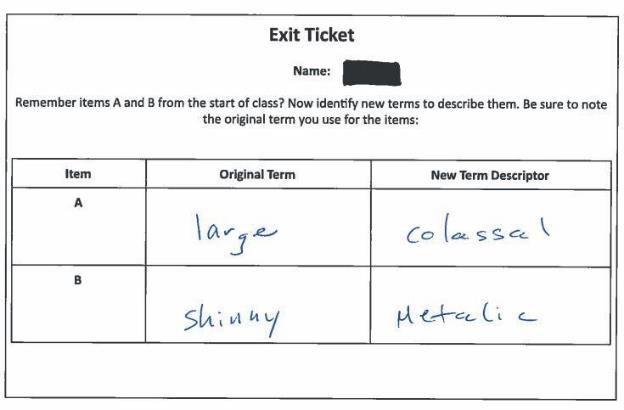 Exit Ticket
Name:
Remember items A and B from the start of class? Now identify new terms to describe them. Be sure to note
the original term you use for the items:
Item Original Term New Term Descriptor
A
large colassal
B
shinny Metalic